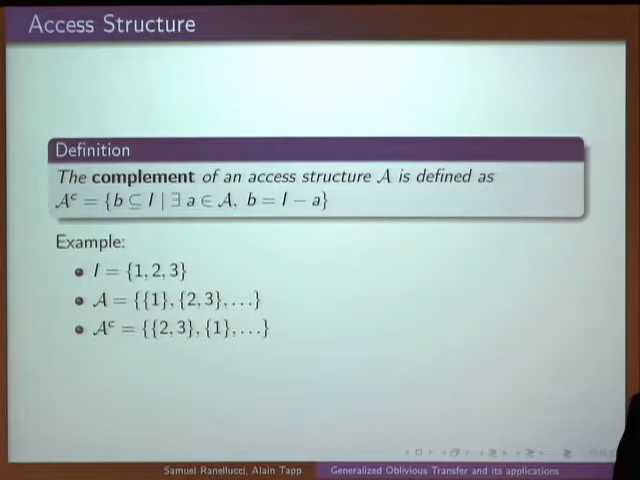 Access Structure
Definition
The complement of an access structure A is defined as
Aᶜ = {b ⊆ I | ∃ a ∈ A, b = I − a}
Example:
I = {1, 2, 3}
A = {{1}, {2, 3}, . . .}
Aᶜ = {{2, 3}, {1}, . . .}
Samuel Ranellucci, Alain Tapp
Generalized Oblivious Transfer and its applications